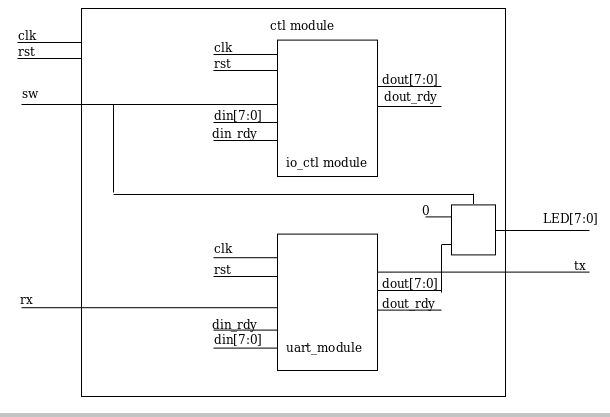 ctl module
clk
rst
sw
clk
rst
din[7:0]
din_rdy
dout[7:0]
dout_rdy
io_ctl module
0
LED[7:0]
clk
rst
tx
dout[7:0]
dout_rdy
rx
din_rdy
din[7:0]
uart_module